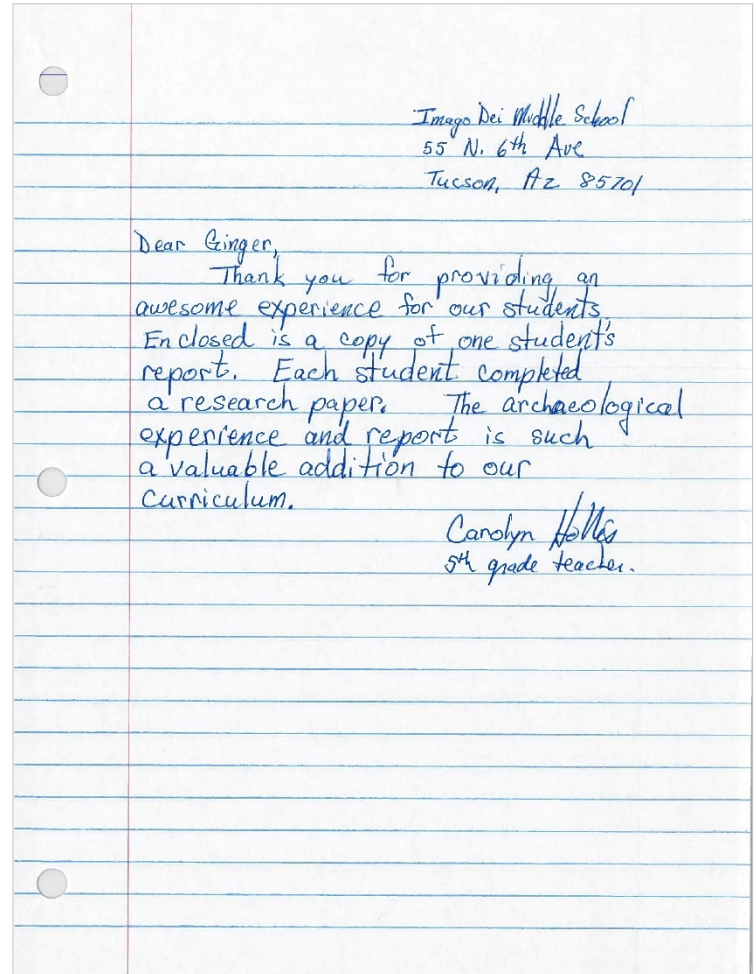 Imago Dei Middle School
55 N. 6th Ave
Tucson, Az 85701
Dear Ginger,
Thank you for providing an
awesome experience for our students.
Enclosed is a copy of one student's
report. Each student completed
a research paper. The archaeological
experience and report is such
a valuable addition to our
curriculum.
Carolyn Hollis
5th grade teacher.